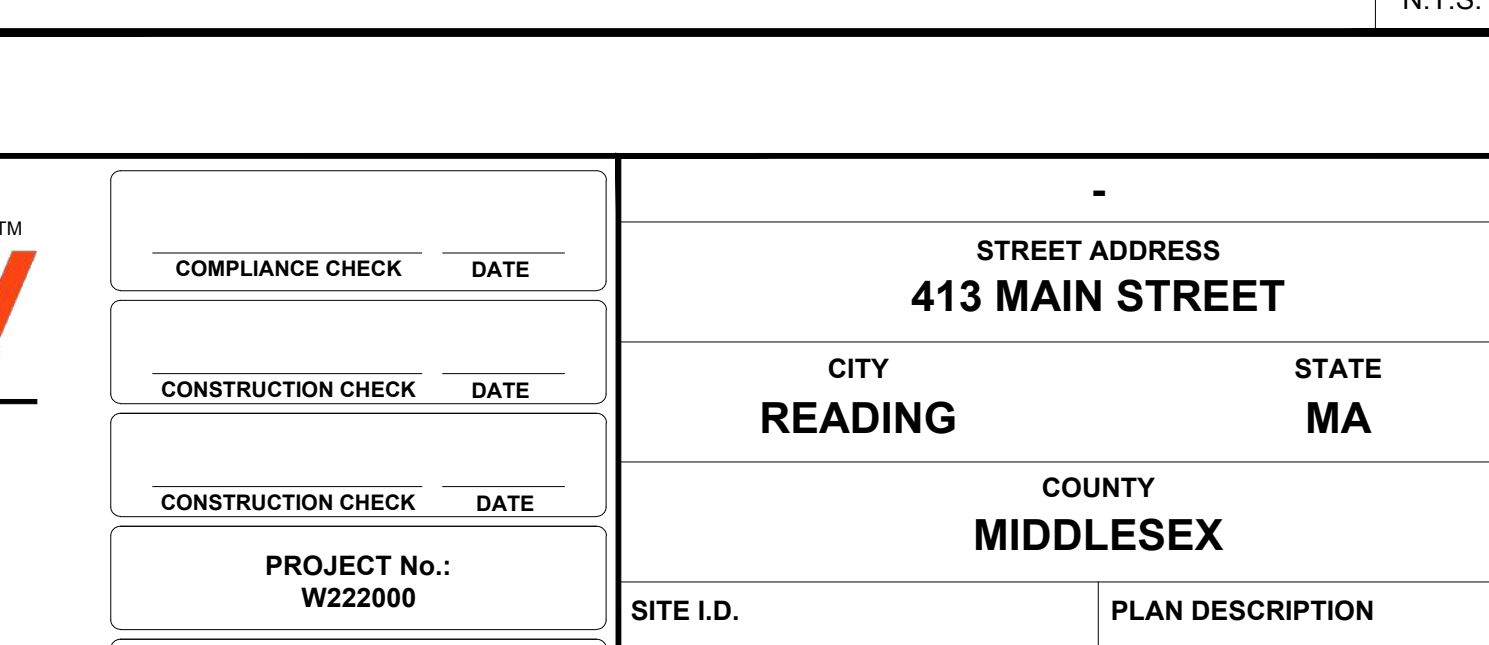 N.T.S.
TM
COMPLIANCE CHECK DATE
CONSTRUCTION CHECK DATE
CONSTRUCTION CHECK DATE
PROJECT No.:
W222000
-
STREET ADDRESS
413 MAIN STREET
CITY STATE
READING MA
COUNTY
MIDDLESEX
SITE I.D. PLAN DESCRIPTION